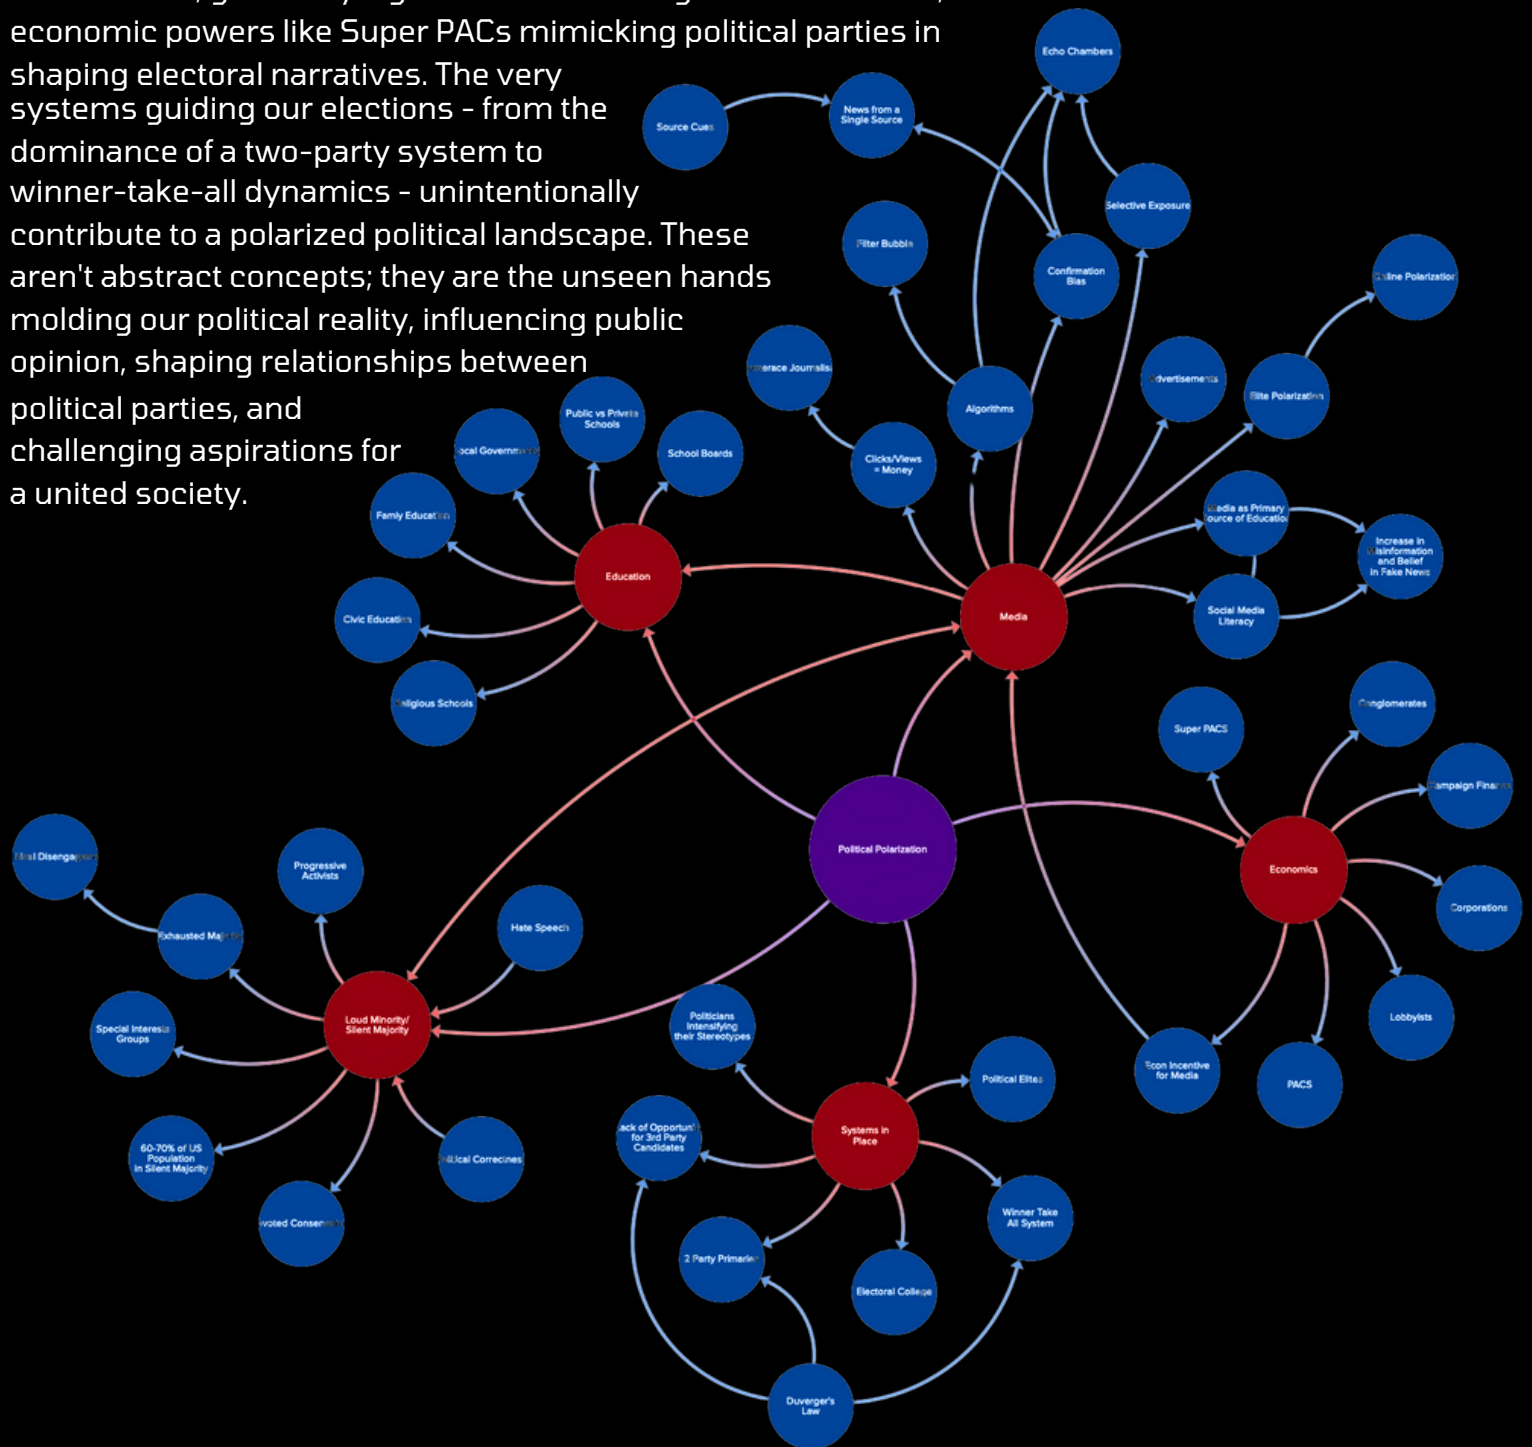 economic powers like Super PACs mimicking political parties in
shaping electoral narratives. The very
systems guiding our elections - from the
dominance of a two-party system to
winner-take-all dynamics - unintentionally
contribute to a polarized political landscape. These
aren't abstract concepts; they are the unseen hands
molding our political reality, influencing public
opinion, shaping relationships between
political parties, and
challenging aspirations for
a united society.
Echo Chambers
Source Cues
News from a
Single Source
Selective Exposure
Filter Bubble
Confirmation
Bias
Polarization
Advertisements
Elite Polarization
Algorithms
Public vs Private
Schools
School Boards
Clicks/Views
= Money
Family Education
Media as Primary
Source of Education
Increase in
Misinformation
and Belief
in Fake News
Education
Media
Social Media
Literacy
Civic Education
Religious Schools
Super PACS
Conglomerates
Campaign Finance
Political Polarization
Economics
Progressive
Activists
Exhausted
Hate Speech
Corporations
Special Interests
Groups
Loud Minority/
Silent Majority
Politicians
Intensifying
their Stereotypes
Lobbyists
Political Elites
Econ Incentive
for Media
PACS
60-70% of US
Population
in Silent Majority
Systems in
Place
of
for 3rd Party
Candidates
Winner Take
All System
2 Party Primaries
Electoral College
Duverger's
Law